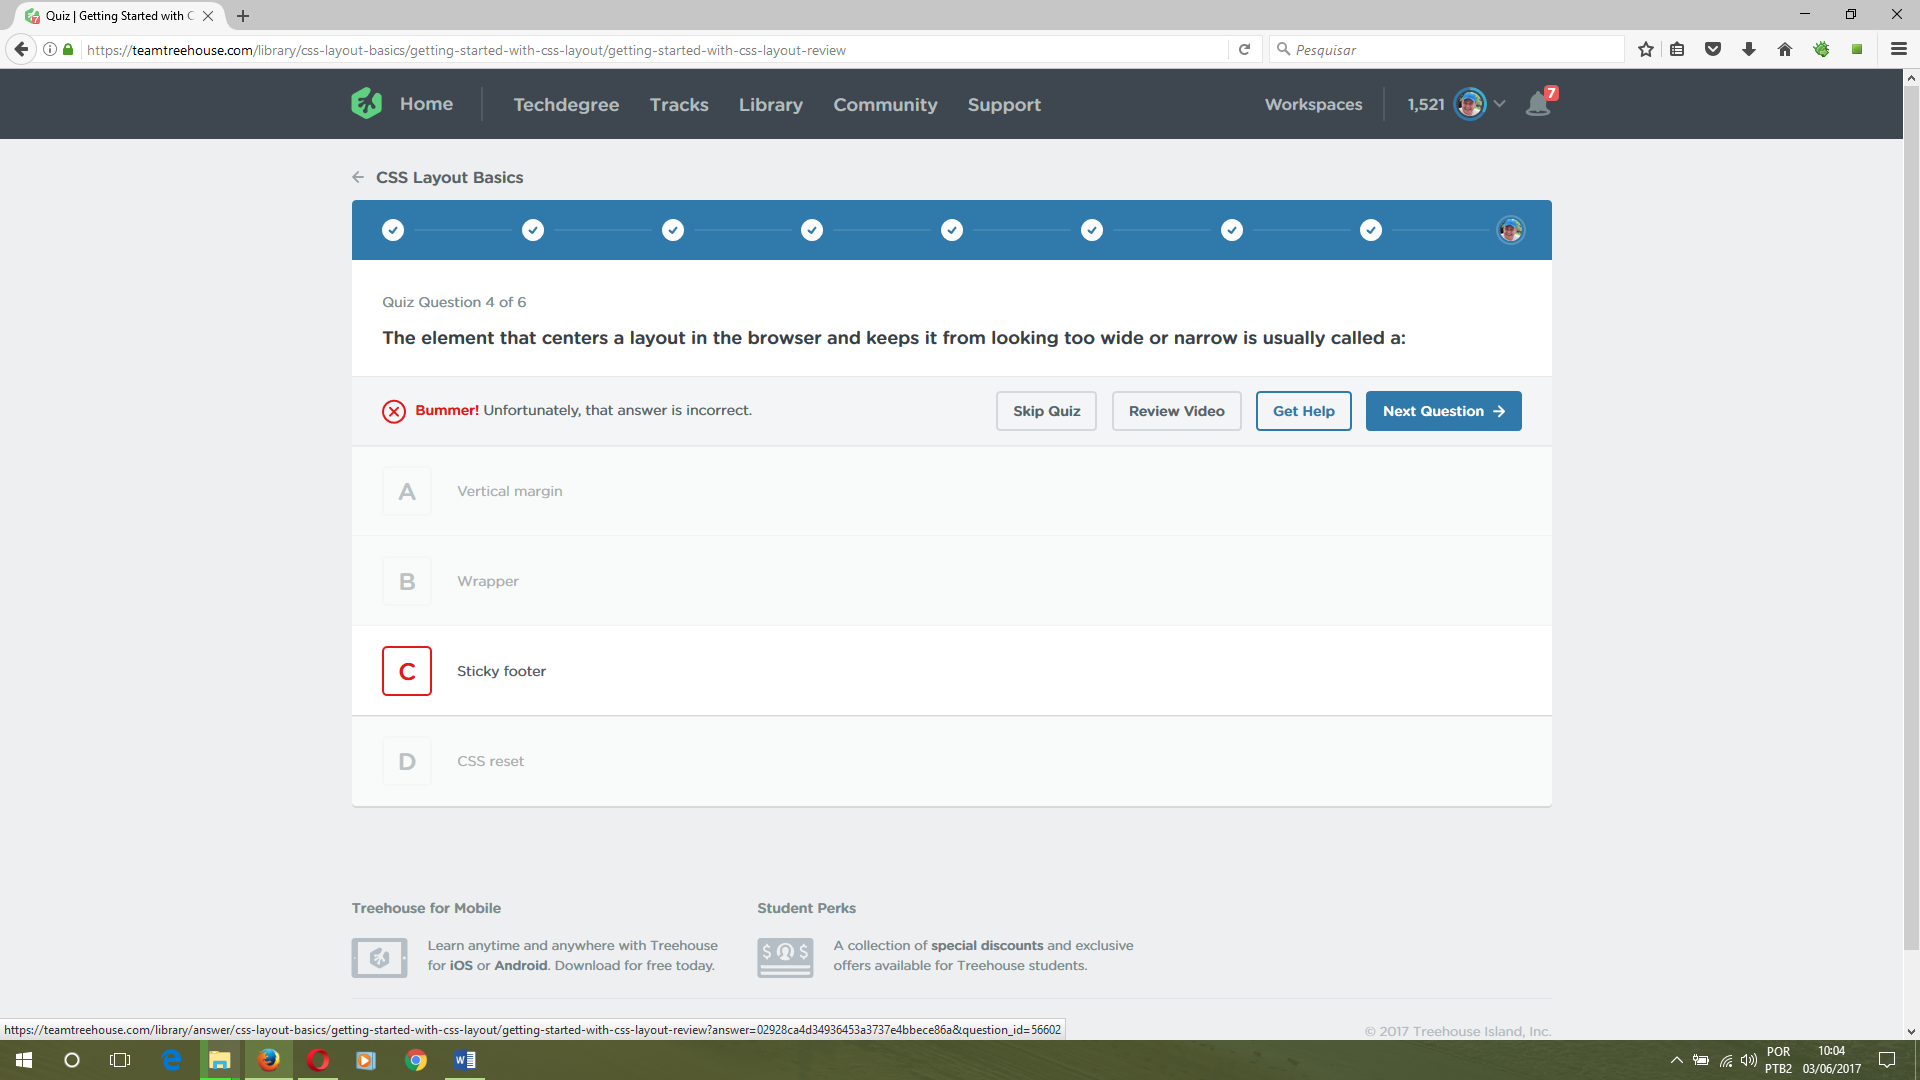 Quiz | Getting Started with C
https://teamtreehouse.com/library/css-layout-basics/getting-started-with-css-layout/getting-started-with-css-layout-review
Pesquisar
Home
Techdegree
Tracks
Library
Community
Support
Workspaces
1,521
7
CSS Layout Basics
Quiz Question 4 of 6
The element that centers a layout in the browser and keeps it from looking too wide or narrow is usually called a:
Bummer! Unfortunately, that answer is incorrect.
Skip Quiz
Review Video
Get Help
Next Question
A Vertical margin
B Wrapper
C Sticky footer
D CSS reset
Treehouse for Mobile
Learn anytime and anywhere with Treehouse
for iOS or Android. Download for free today.
Student Perks
A collection of special discounts and exclusive
offers available for Treehouse students.
https://teamtreehouse.com/library/answer/css-layout-basics/getting-started-with-css-layout/getting-started-with-css-layout-review?answer=02928ca4d34936453a3737e4bbece86a&question_id=56602
© 2017 Treehouse Island, Inc.
POR
PTB2
10:04
03/06/2017